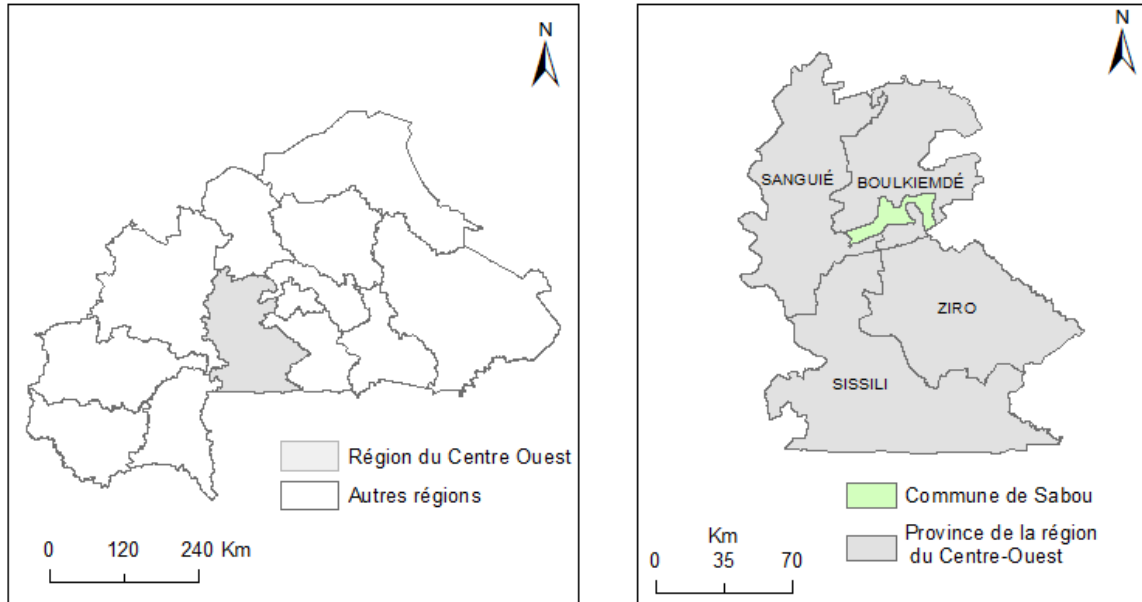 N
Région du Centre Ouest
Autres régions
0 120 240 Km
N
SANGUIÉ
BOULKIEMDÉ
ZIRO
SISSILI
Commune de Sabou
Province de la région
du Centre-Ouest
Km
0 35 70